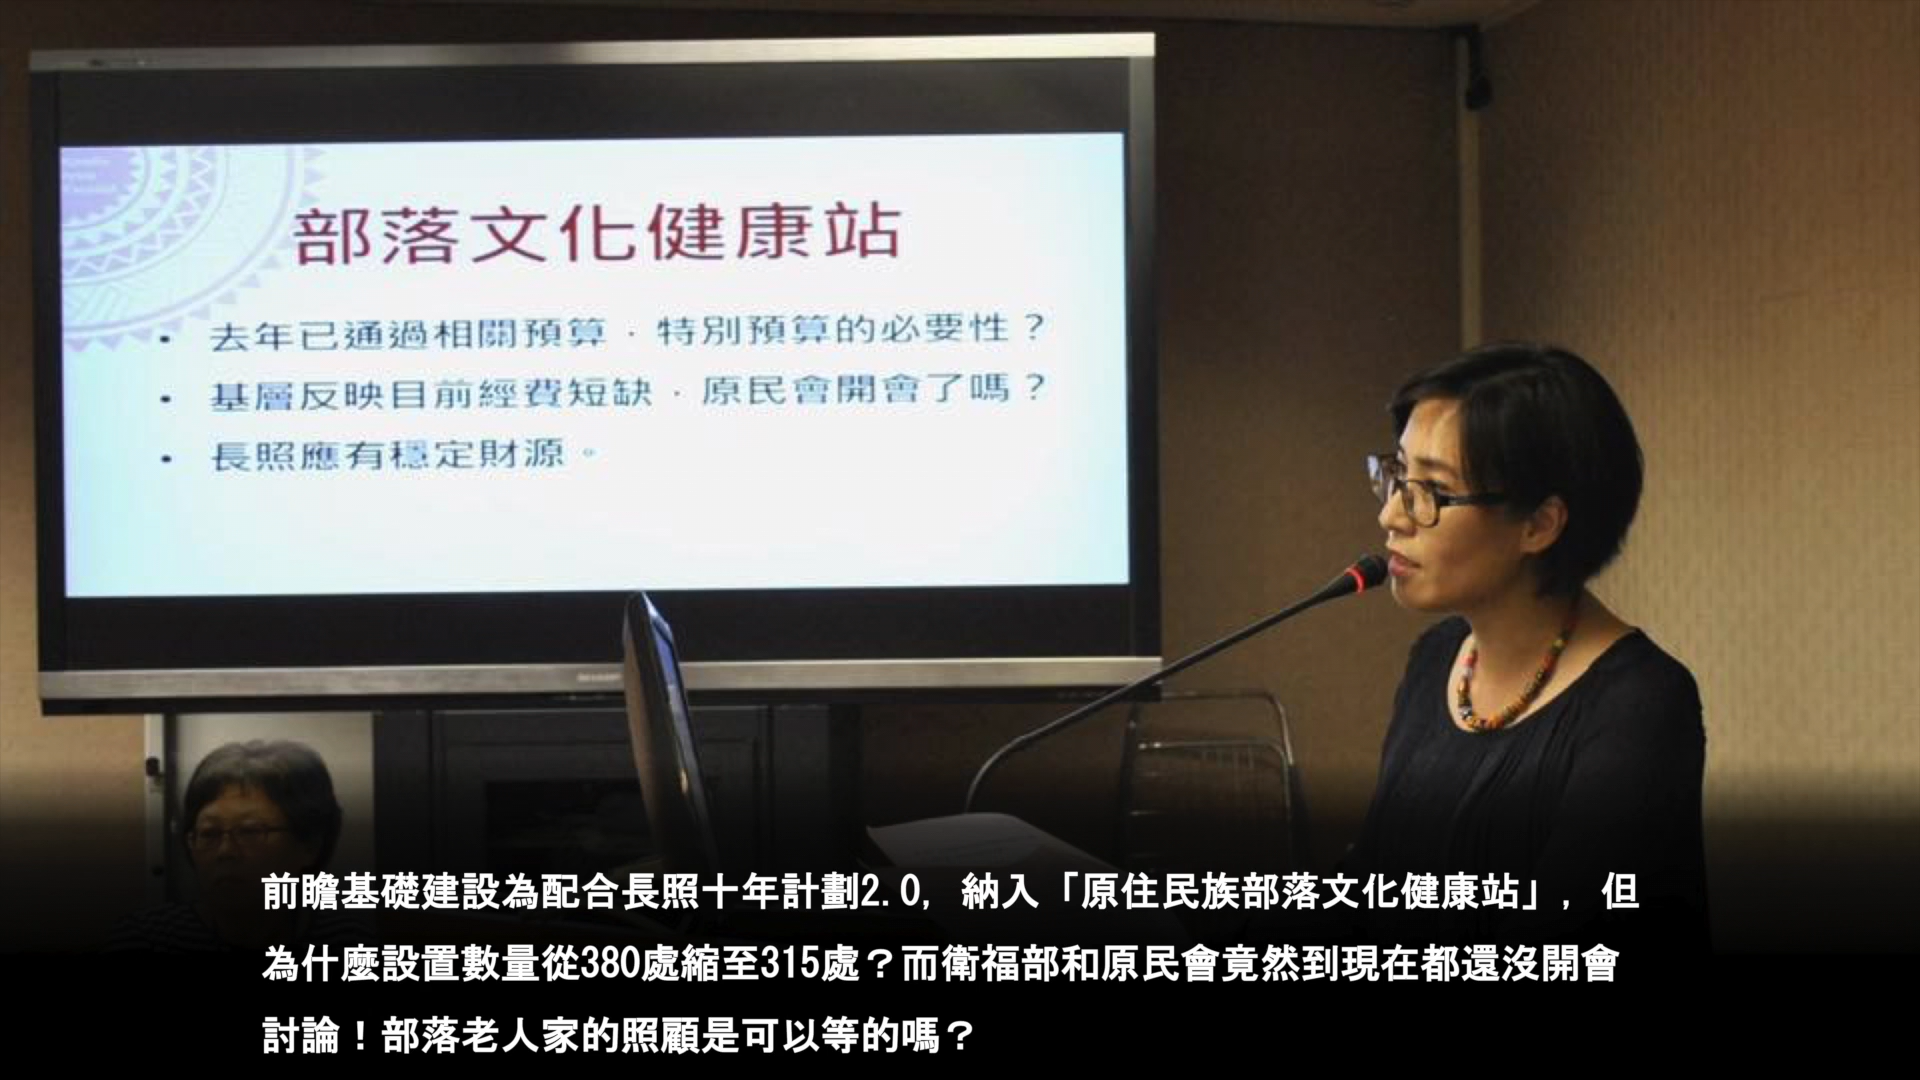 部落文化健康站
• 去年已通過相關預算，特別預算的必要性？
• 基層反映目前經費短缺，原民會開會了嗎？
• 長照應有穩定財源。
SHARP
前瞻基礎建設為配合長照十年計劃2.0, 納入「原住民族部落文化健康站」, 但
為什麼設置數量從380處縮至315處？而衛福部和原民會竟然到現在都還沒開會
討論！部落老人家的照顧是可以等的嗎？